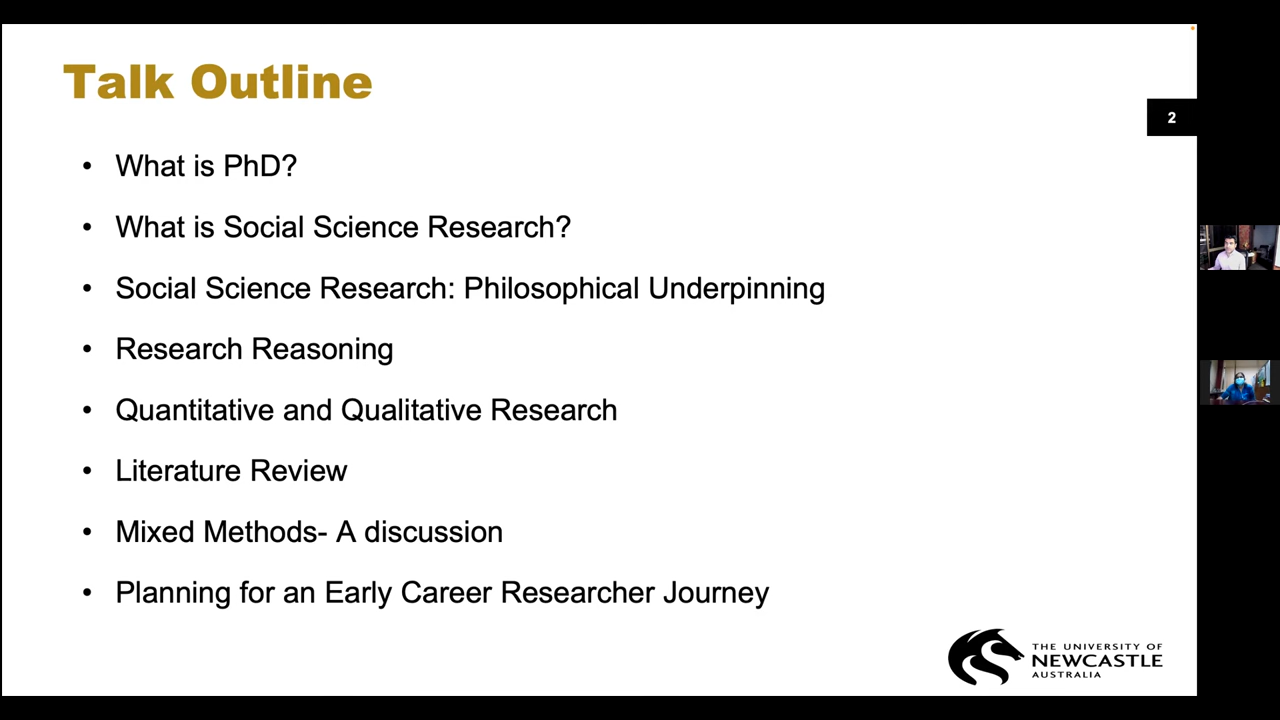 Talk Outline
2
• What is PhD?
• What is Social Science Research?
• Social Science Research: Philosophical Underpinning
• Research Reasoning
• Quantitative and Qualitative Research
• Literature Review
• Mixed Methods- A discussion
• Planning for an Early Career Researcher Journey
THE UNIVERSITY OF
NEWCASTLE
AUSTRALIA